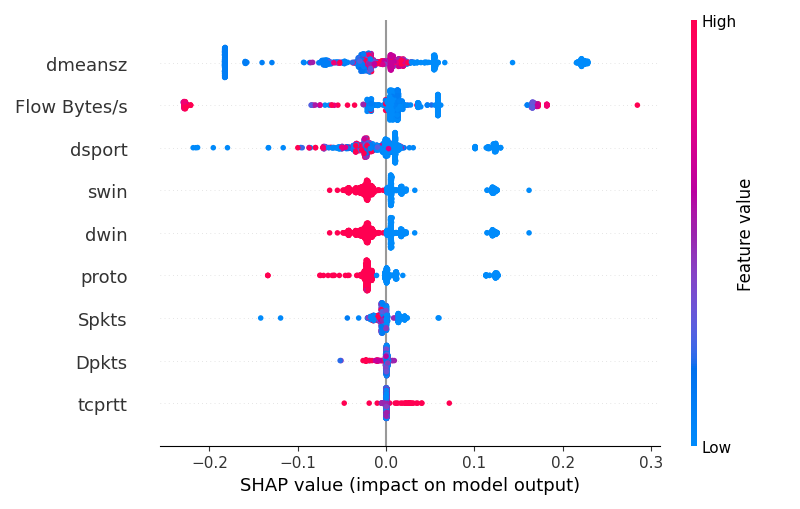 High
dmeansz
Flow Bytes/s
dsport
swin
dwin
proto
Spkts
Dpkts
tcprtt
Feature value
Low
−0.2 −0.1 0.0 0.1 0.2 0.3
SHAP value (impact on model output)